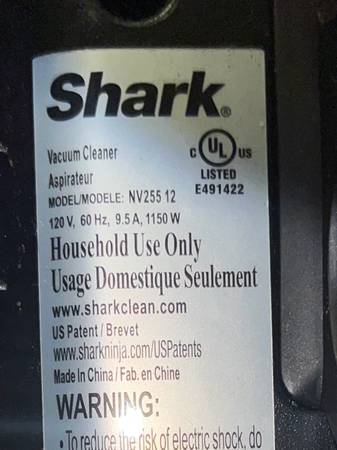 Shark®
Vacuum Cleaner
Aspirateur
C UL US
LISTED
E491422
MODEL/MODELE: NV255 12
120 V, 60 Hz, 9.5 A, 1150 W
Household Use Only
Usage Domestique Seulement
www.sharkclean.com
US Patent / Brevet
www.sharkninja.com/USPatents
Made in China / Fab. en Chine
WARNING:
• To reduce the risk of electric shock, do